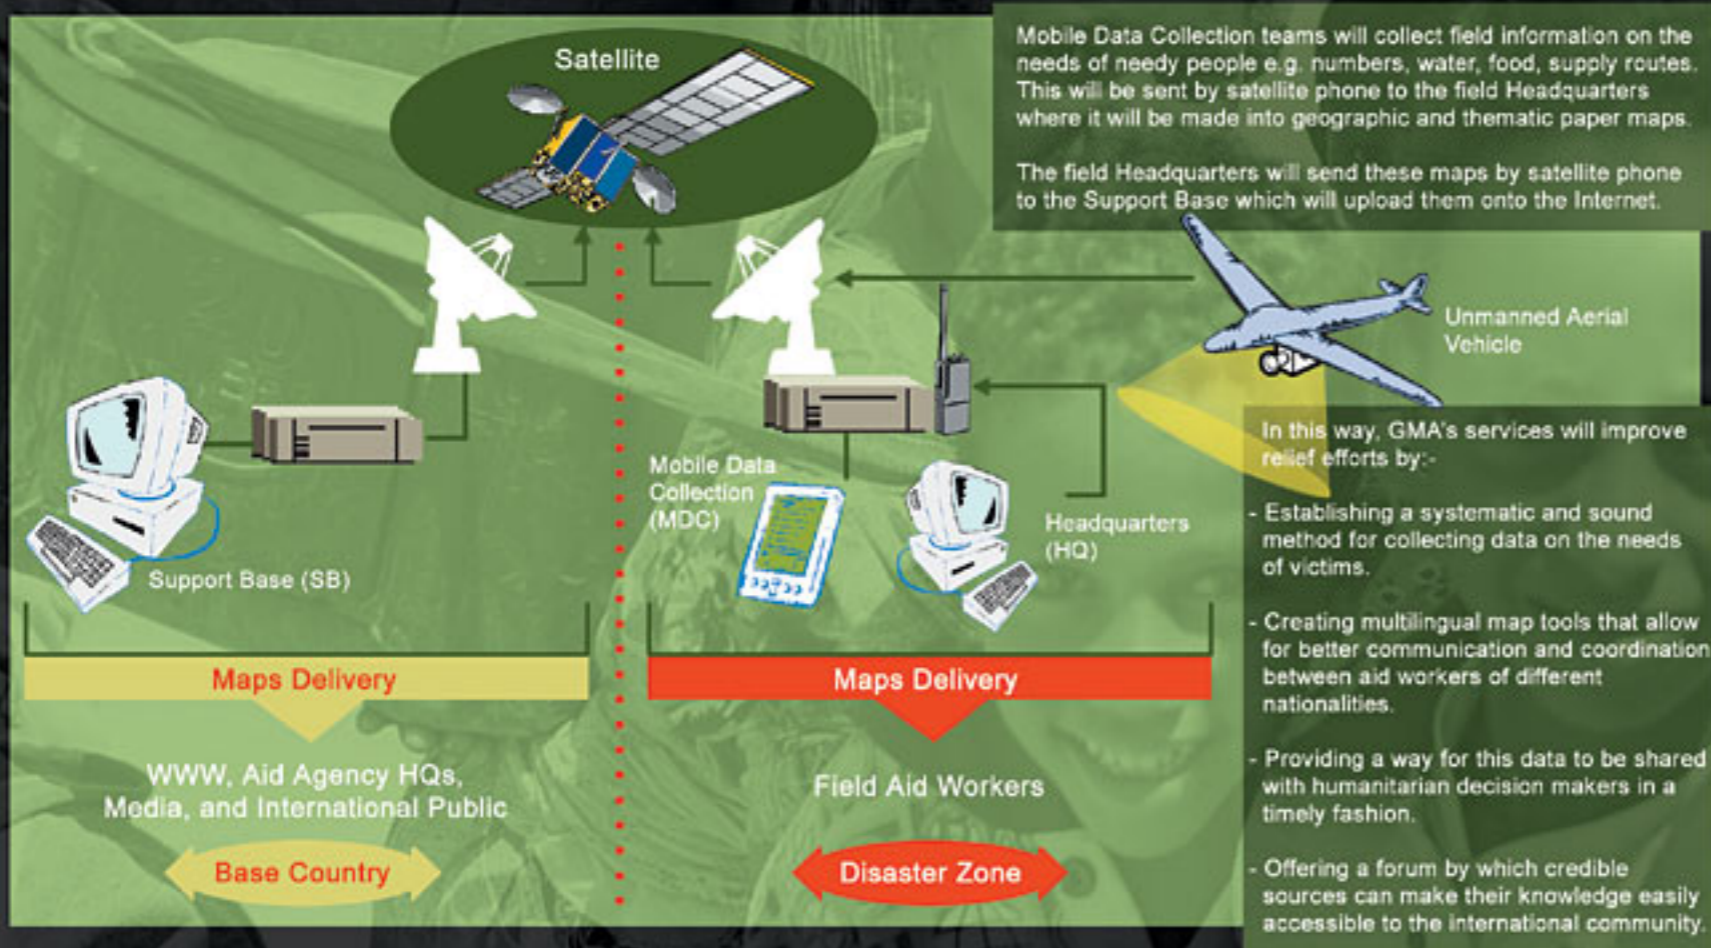 Satellite
Mobile Data Collection teams will collect field information on the
needs of needy people e.g. numbers, water, food, supply routes.
This will be sent by satellite phone to the field Headquarters
where it will be made into geographic and thematic paper maps.
The field Headquarters will send these maps by satellite phone
to the Support Base which will upload them onto the Internet.
Unmanned Aerial
Vehicle
Mobile Data
Collection
(MDC)
Headquarters
(HQ)
Support Base (SB)
Maps Delivery
Maps Delivery
WWW, Aid Agency HQs,
Media, and International Public
Field Aid Workers
Base Country
Disaster Zone
In this way, GMA's services will improve
relief efforts by:-
- Establishing a systematic and sound
method for collecting data on the needs
of victims.
- Creating multilingual map tools that allow
for better communication and coordination
between aid workers of different
nationalities.
- Providing a way for this data to be shared
with humanitarian decision makers in a
timely fashion.
- Offering a forum by which credible
sources can make their knowledge easily
accessible to the international community.